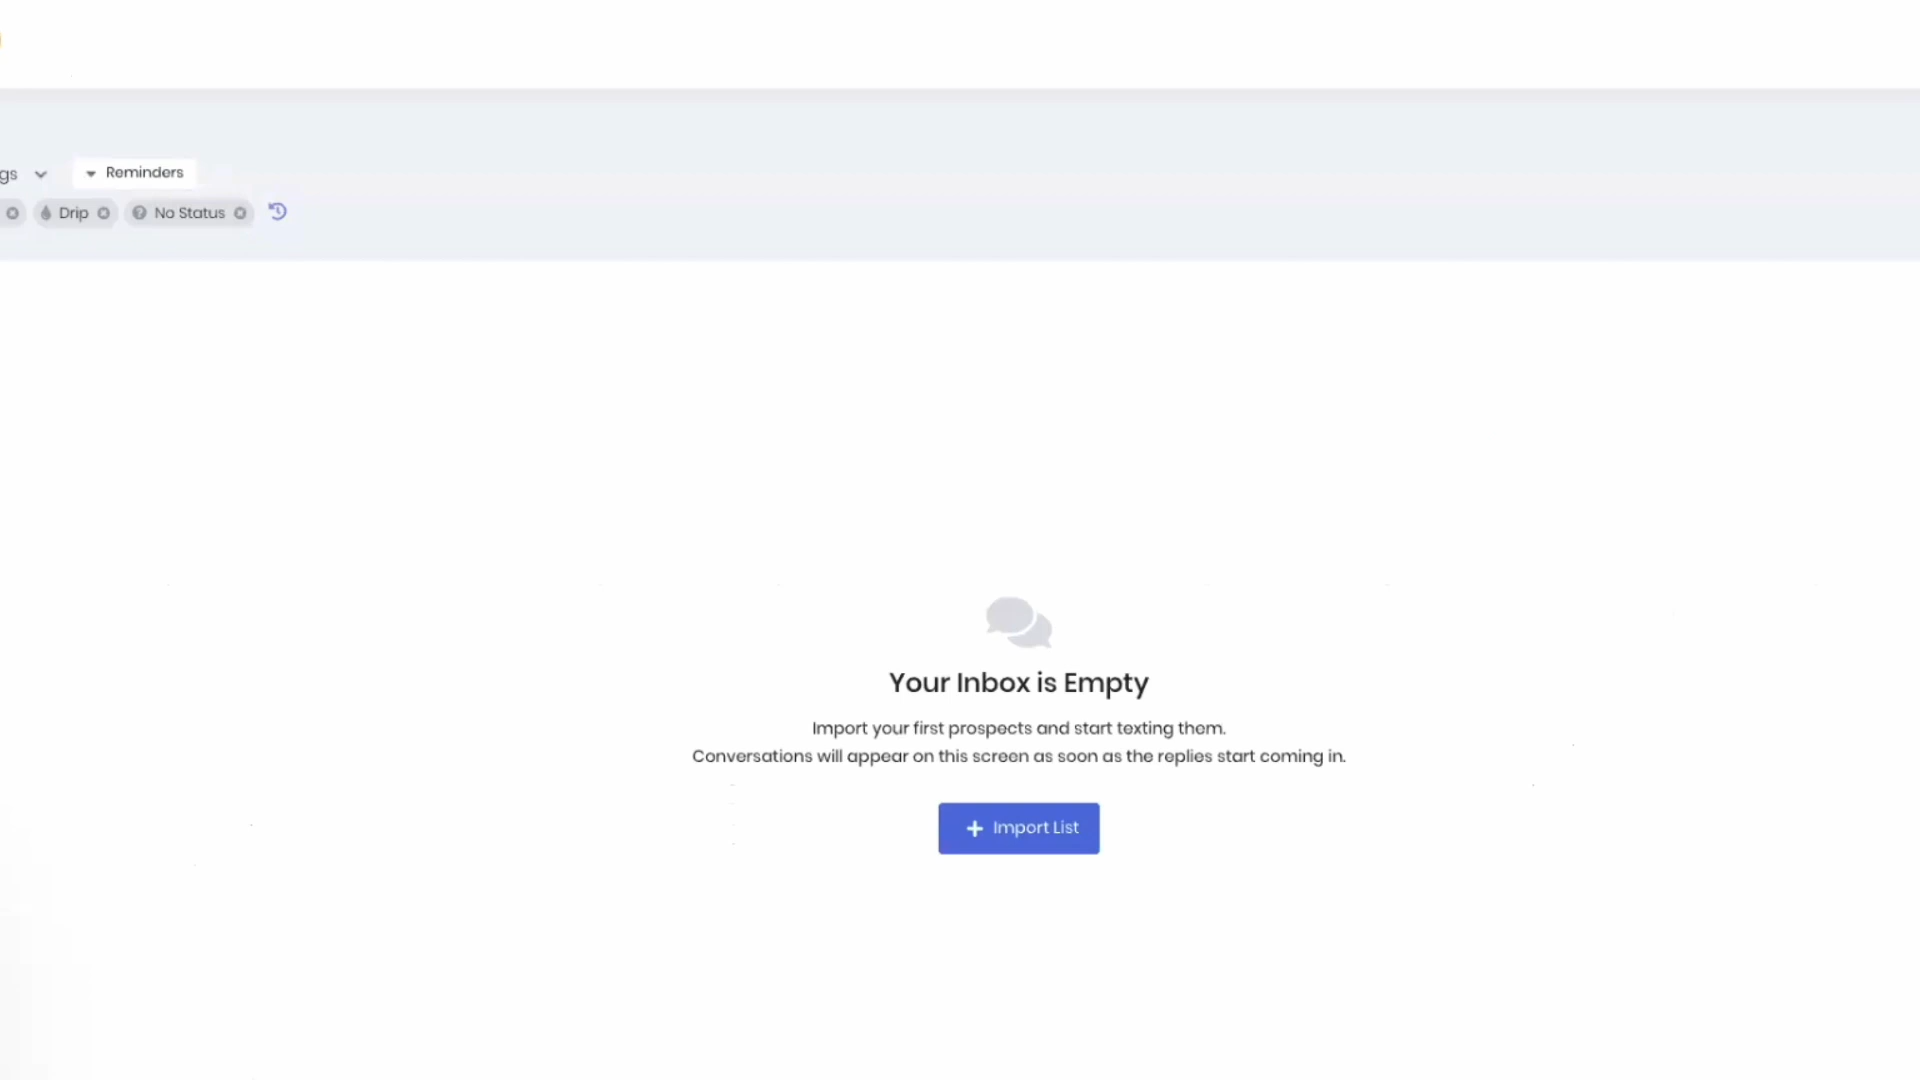 gs Reminders
Drip No Status
Your Inbox is Empty
Import your first prospects and start texting them.
Conversations will appear on this screen as soon as the replies start coming in.
Import List